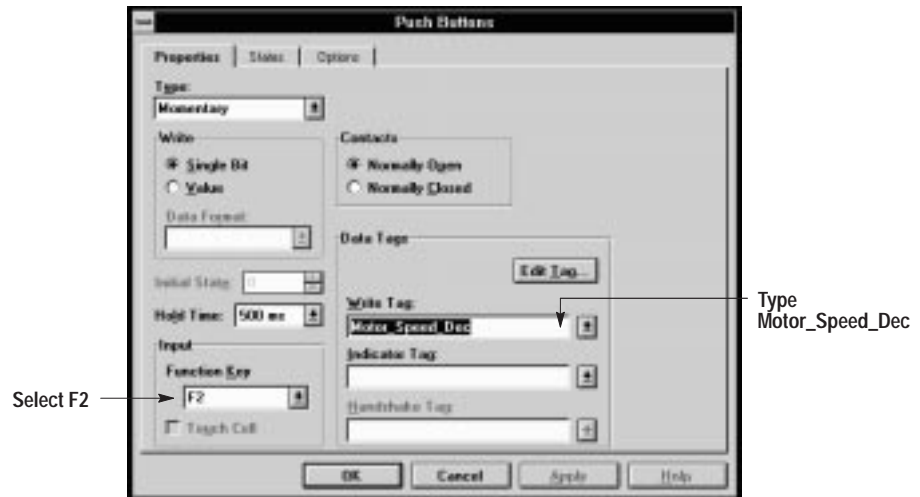 Push Buttons
Properties
States
Options
Type:
Momentary
Write
Single Bit
Value
Data Format:
Contacts
Normally Open
Normally Closed
Initial State: 0
Hold Time: 500 ms
Input
Function Key
F2
Touch Cell
Data Tags
Edit Tag...
Write Tag:
Motor_Speed_Dec
Indicator Tag:
Handshake Tag:
OK
Cancel
Apply
Help
Select F2
Type
Motor_Speed_Dec